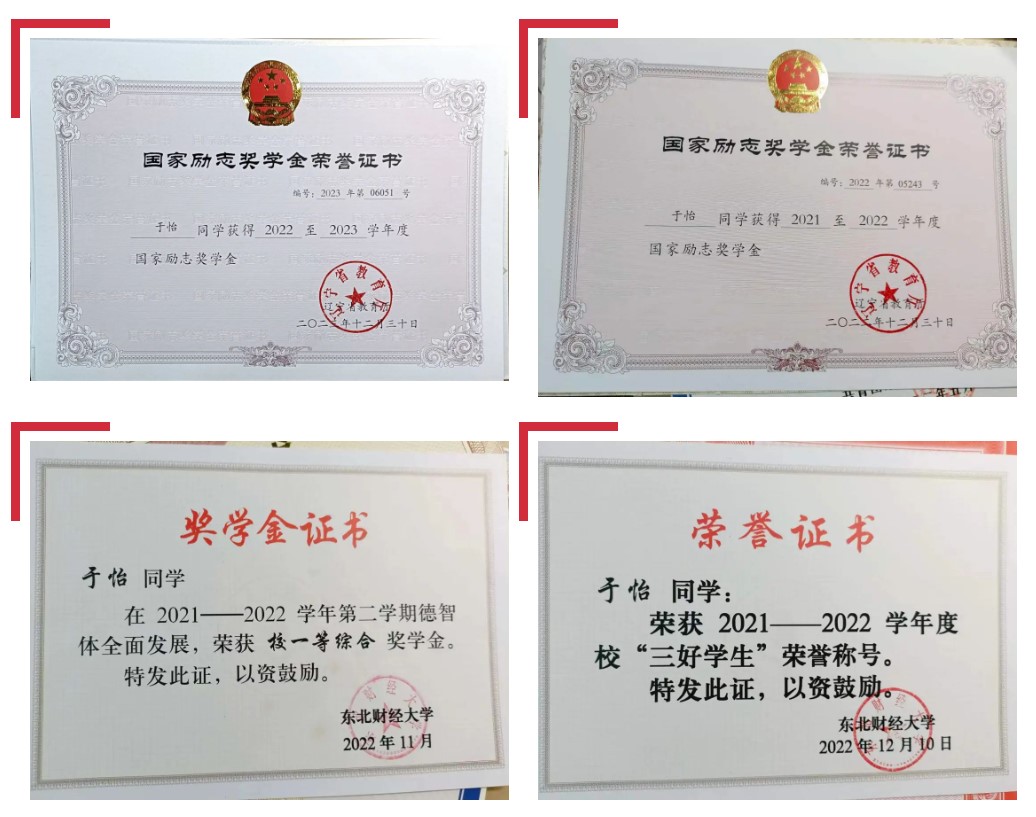 国家励志奖学金荣誉证书
编号：2023 年第 06051 号
于怡 同学获得 2022 至 2023 学年度
国家励志奖学金
辽宁省教育厅
二〇二三年十二月三十日
国家励志奖学金荣誉证书
编号：2022 年第 05243 号
于怡 同学获得 2021 至 2022 学年度
国家励志奖学金
辽宁省教育厅
二〇二二年十二月三十日
奖学金证书
于怡 同学
在 2021——2022 学年第二学期德智
体全面发展，荣获 校一等综合 奖学金。
特发此证，以资鼓励。
东北财经大学
2022 年 11 月
荣誉证书
于怡 同学：
荣获 2021——2022 学年度
校“三好学生”荣誉称号。
特发此证，以资鼓励。
东北财经大学
2022 年 12 月 10 日